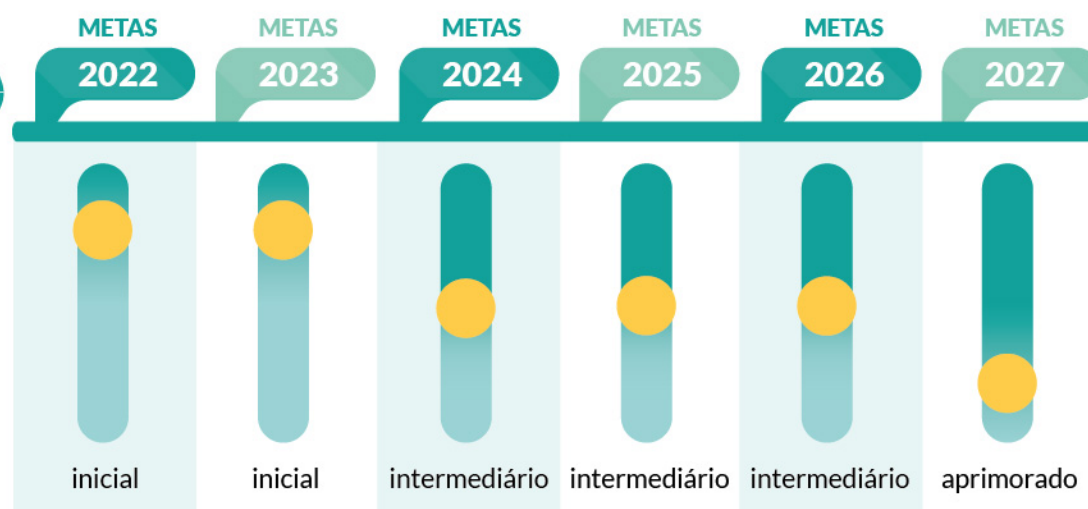 METAS METAS METAS METAS METAS METAS
2022 2023 2024 2025 2026 2027
inicial inicial intermediário intermediário intermediário aprimorado